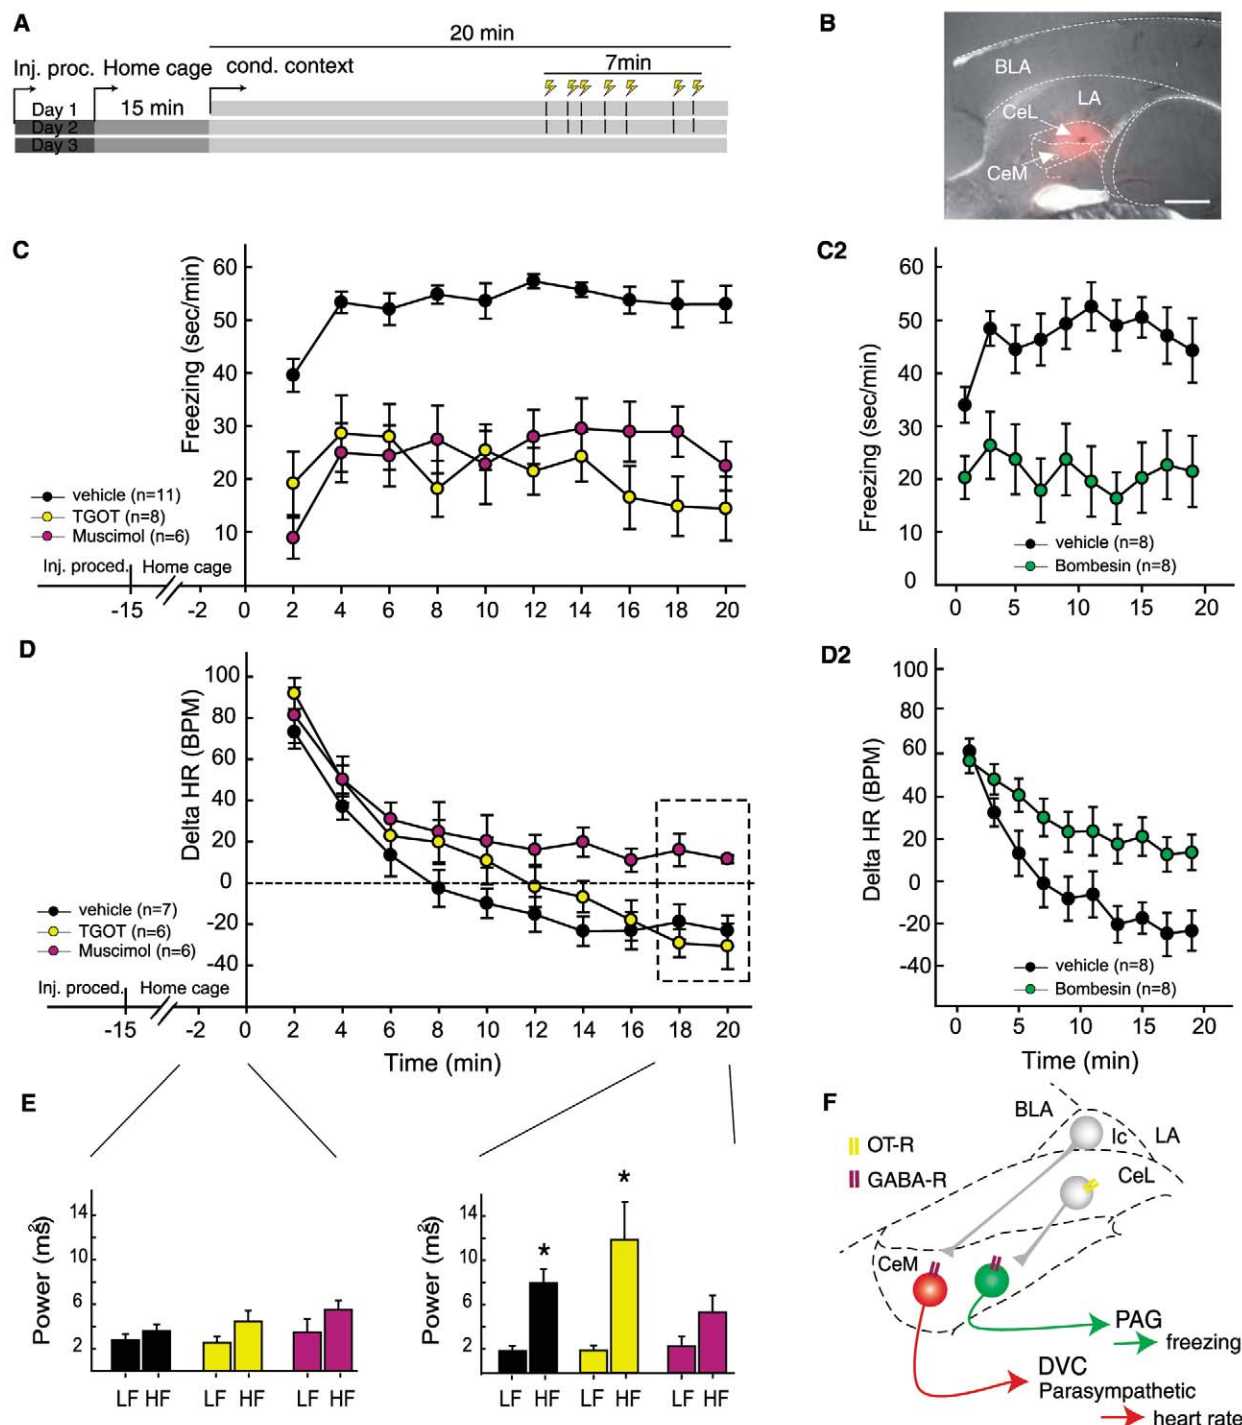 A
20 min
Inj. proc.
Home cage
cond. context
7min
Day 1
15 min
Day 2
Day 3
B
BLA
LA
CeL
CeM
C
Freezing (sec/min)
60
50
40
30
20
10
vehicle (n=11)
TGOT (n=8)
Muscimol (n=6)
Inj. proced.
Home cage
-15 -2 0 2 4 6 8 10 12 14 16 18 20
C2
Freezing (sec/min)
60
50
40
30
20
10
0
vehicle (n=8)
Bombesin (n=8)
0 5 10 15 20
D
Delta HR (BPM)
100
80
60
40
20
0
-20
-40
vehicle (n=7)
TGOT (n=6)
Muscimol (n=6)
Inj. proced.
Home cage
-15 -2 0 2 4 6 8 10 12 14 16 18 20
Time (min)
D2
Delta HR (BPM)
100
80
60
40
20
0
-20
-40
vehicle (n=8)
Bombesin (n=8)
0 5 10 15 20
Time (min)
E
Power (ms²)
14
10
6
2
LF HF LF HF LF HF
Power (ms²)
14
10
6
2
* *
LF HF LF HF LF HF
F
BLA
Ic
LA
OT-R
GABA-R
CeL
CeM
PAG
freezing
DVC
Parasympathetic
heart rate